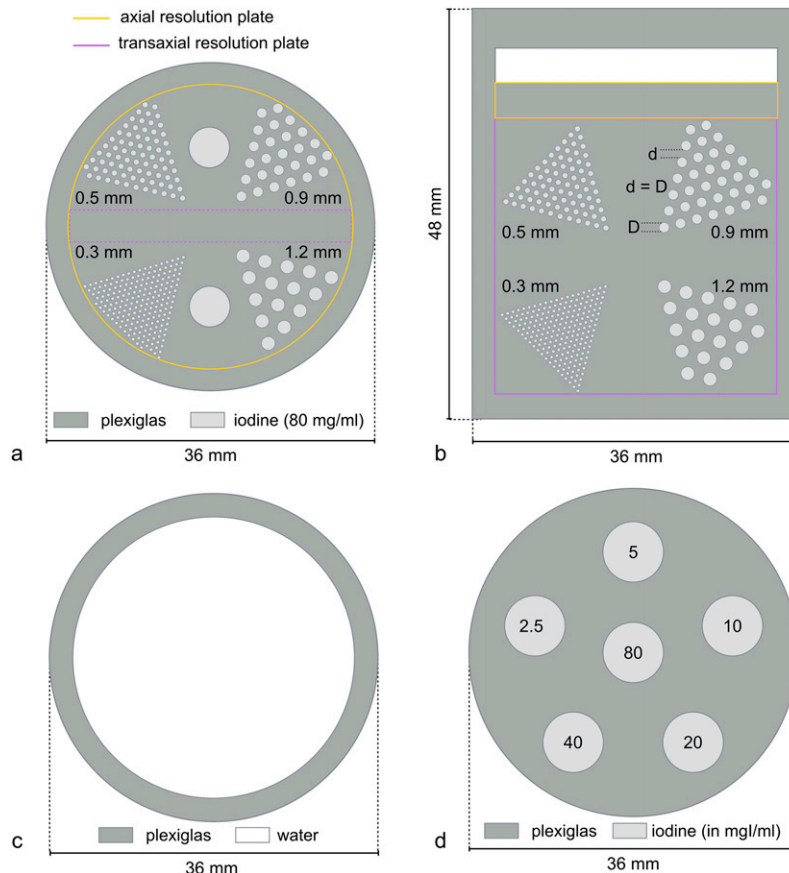 axial resolution plate
transaxial resolution plate
0.5 mm
0.9 mm
0.3 mm
1.2 mm
plexiglas
iodine (80 mg/ml)
a
36 mm
48 mm
d
d = D
D
0.5 mm
0.9 mm
0.3 mm
1.2 mm
b
36 mm
plexiglas
water
c
36 mm
5
2.5
10
80
40
20
plexiglas
iodine (in mgI/ml)
d
36 mm